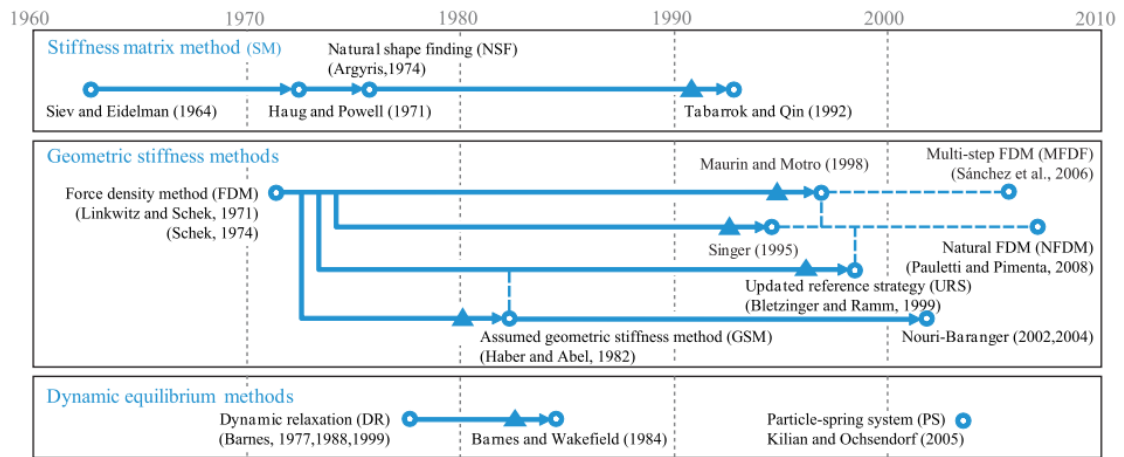 1960 1970 1980 1990 2000 2010
Stiffness matrix method (SM)
Natural shape finding (NSF)
(Argyris,1974)
Siev and Eidelman (1964)
Haug and Powell (1971)
Tabarrok and Qin (1992)
Geometric stiffness methods
Force density method (FDM)
(Linkwitz and Schek, 1971)
(Schek, 1974)
Maurin and Motro (1998)
Multi-step FDM (MFDF)
(Sánchez et al., 2006)
Singer (1995)
Natural FDM (NFDM)
(Pauletti and Pimenta, 2008)
Updated reference strategy (URS)
(Bletzinger and Ramm, 1999)
Assumed geometric stiffness method (GSM)
(Haber and Abel, 1982)
Nouri-Baranger (2002,2004)
Dynamic equilibrium methods
Dynamic relaxation (DR)
(Barnes, 1977,1988,1999)
Barnes and Wakefield (1984)
Particle-spring system (PS)
Kilian and Ochsendorf (2005)